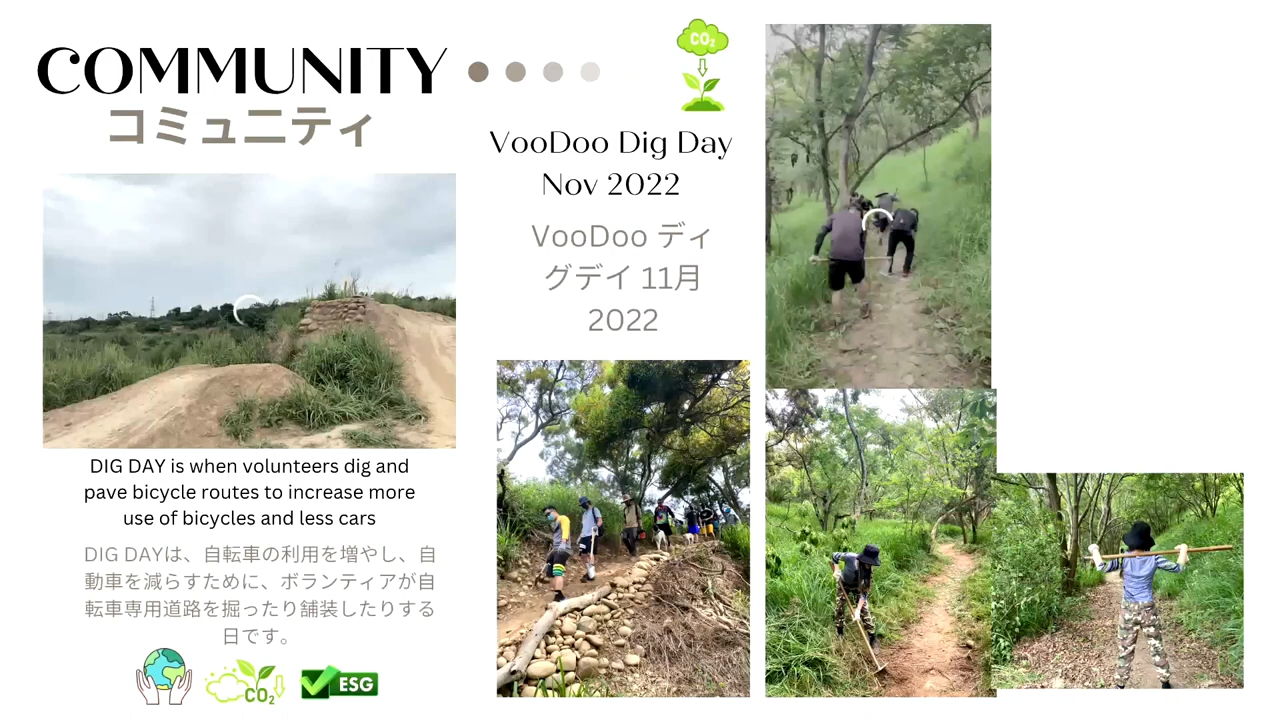 COMMUNITY
コミュニティ
CO₂
VooDoo Dig Day
Nov 2022
VooDoo ディ
グデイ 11月
2022
DIG DAY is when volunteers dig and
pave bicycle routes to increase more
use of bicycles and less cars
DIG DAYは、自転車の利用を増やし、自
動車を減らすために、ボランティアが自
転車専用道路を掘ったり舗装したりする
日です。
CO₂
ESG